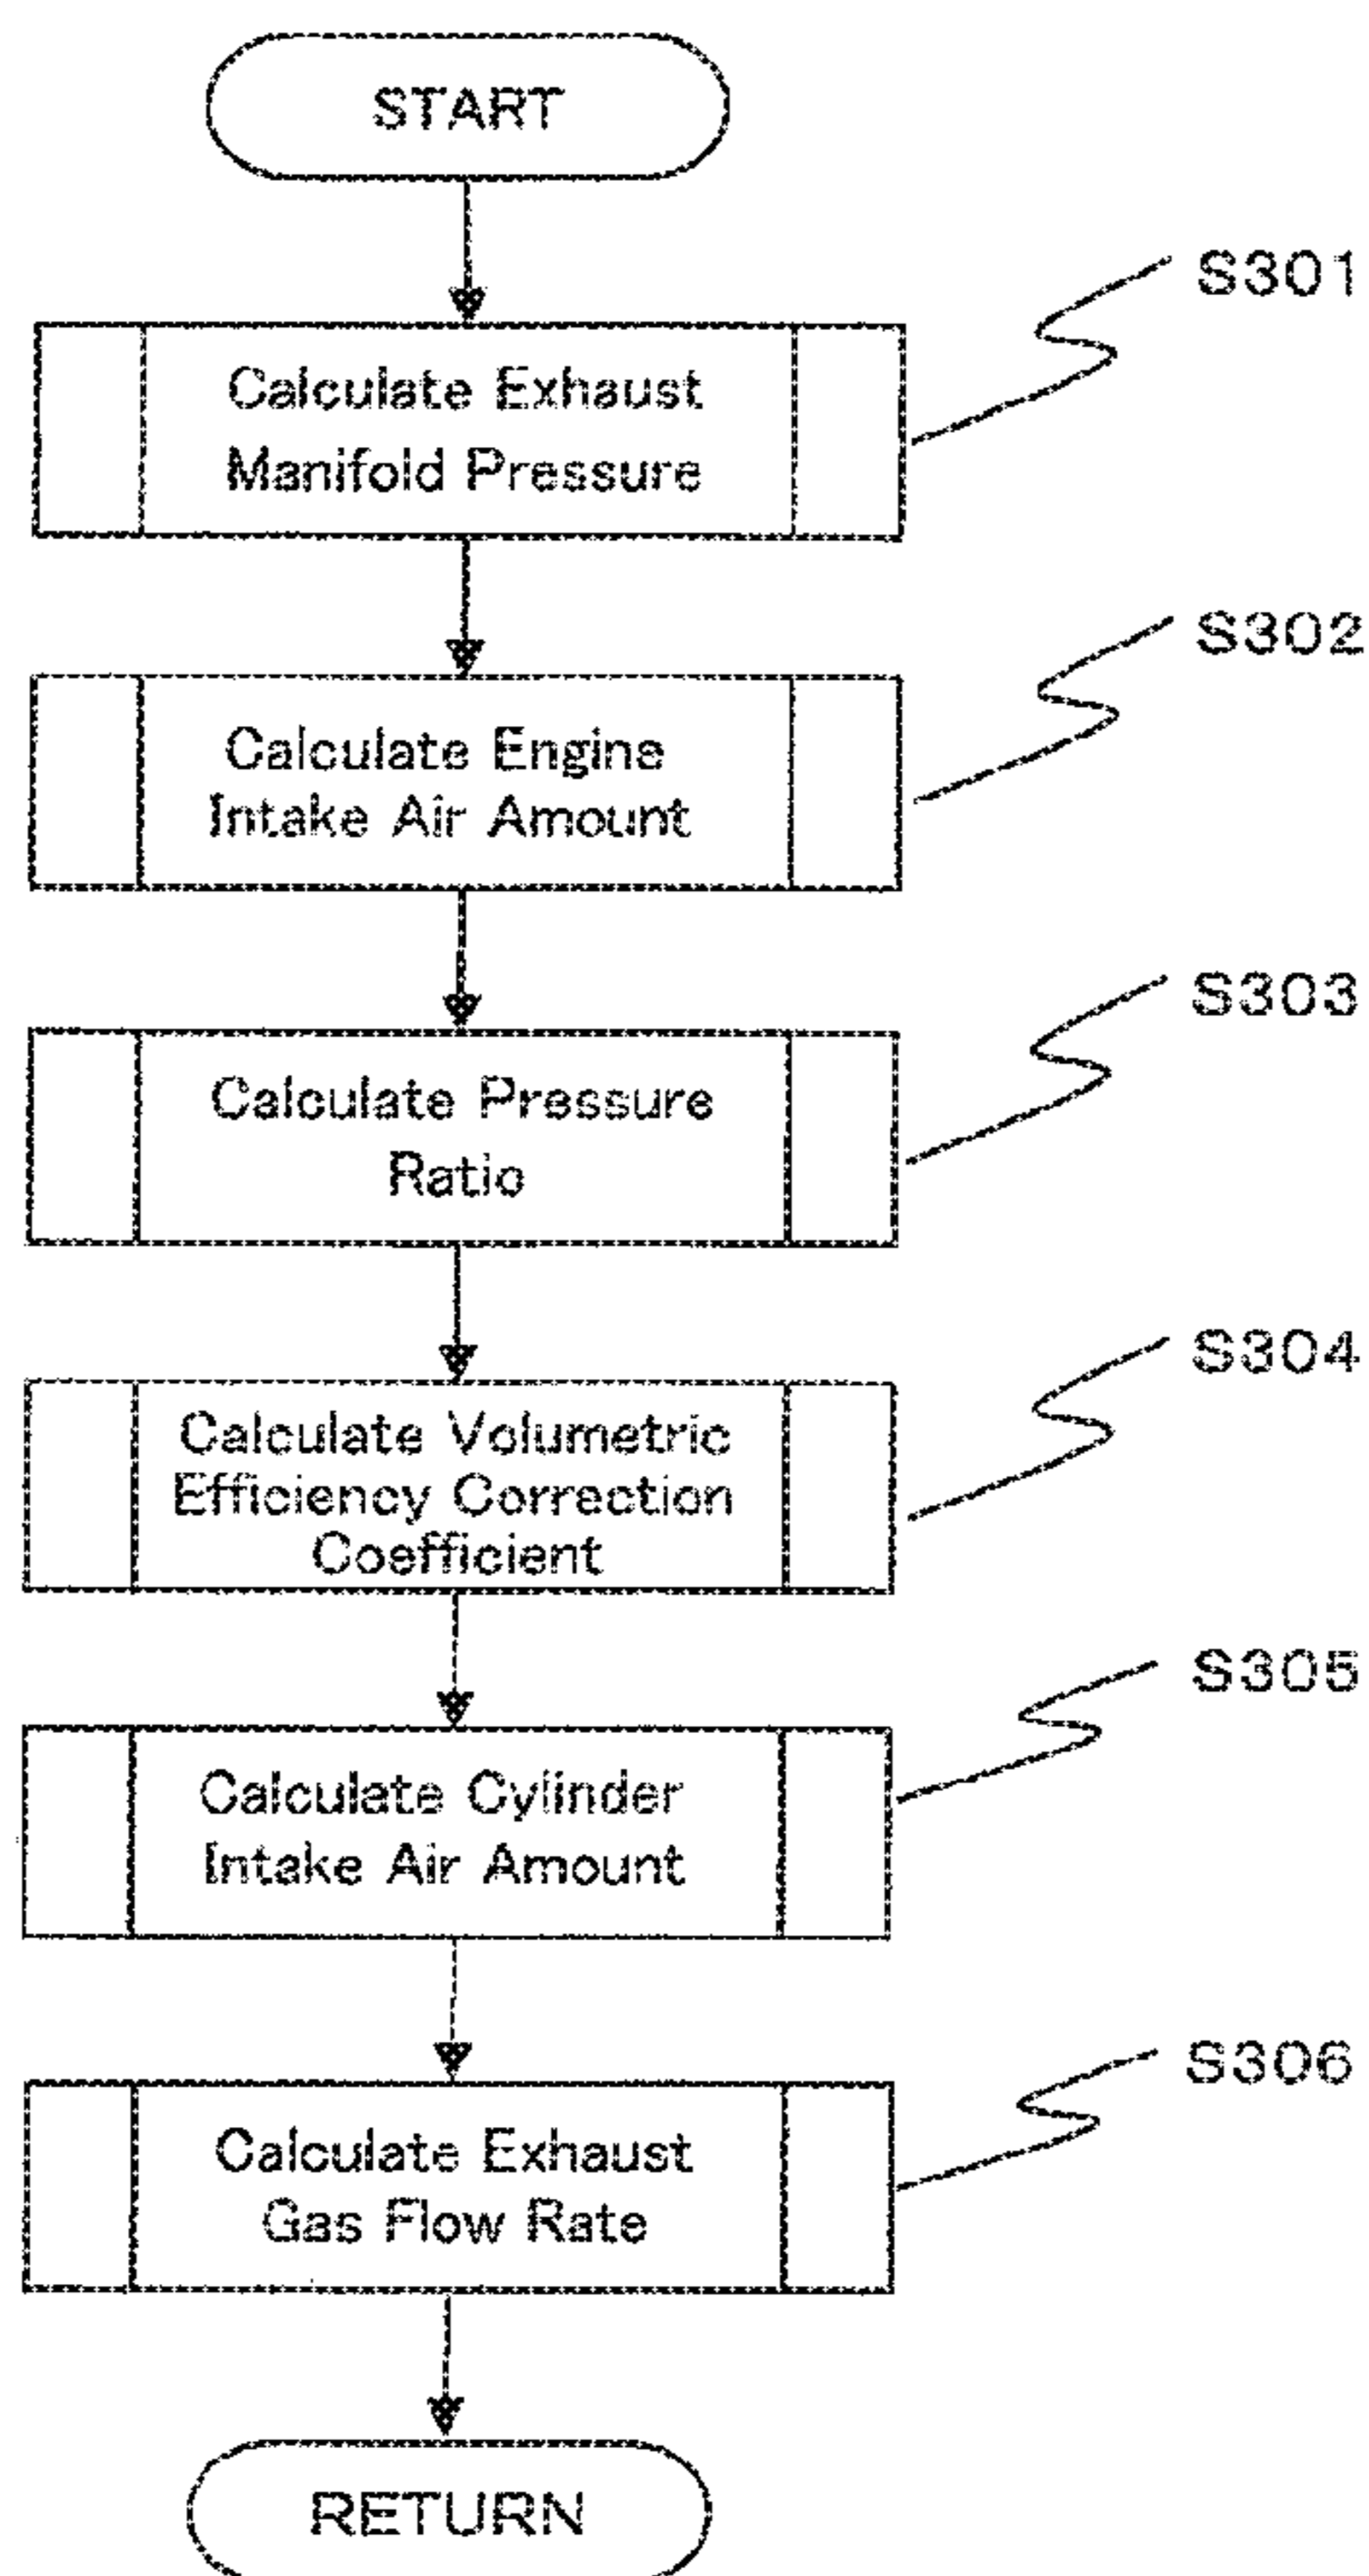 START
S301
Calculate Exhaust
Manifold Pressure
S302
Calculate Engine
Intake Air Amount
S303
Calculate Pressure
Ratio
S304
Calculate Volumetric
Efficiency Correction
Coefficient
S305
Calculate Cylinder
Intake Air Amount
S306
Calculate Exhaust
Gas Flow Rate
RETURN